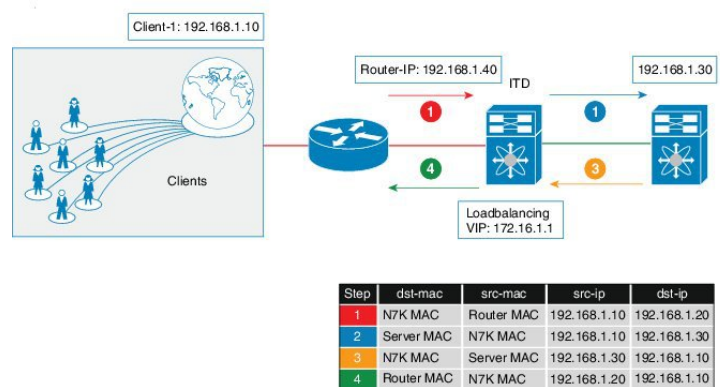 Client-1: 192.168.1.10
Router-IP: 192.168.1.40
ITD
192.168.1.30
1
1
4
3
Clients
Loadbalancing
VIP: 172.16.1.1
Step dst-mac src-mac src-ip dst-ip
1 N7K MAC Router MAC 192.168.1.10 192.168.1.20
2 Server MAC N7K MAC 192.168.1.10 192.168.1.30
3 N7K MAC Server MAC 192.168.1.30 192.168.1.10
4 Router MAC N7K MAC 192.168.1.20 192.168.1.10